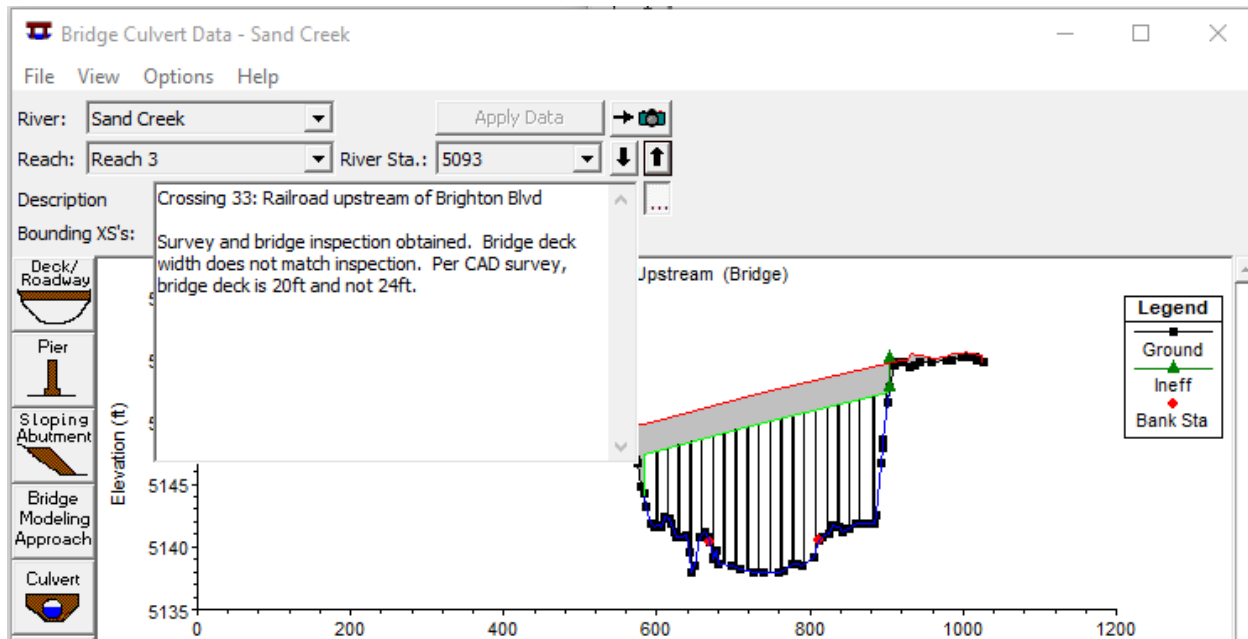 Bridge Culvert Data - Sand Creek
File View Options Help
River: Sand Creek Apply Data
Reach: Reach 3 River Sta.: 5093
Description ...
Bounding XS's:
Crossing 33: Railroad upstream of Brighton Blvd
Survey and bridge inspection obtained. Bridge deck
width does not match inspection. Per CAD survey,
bridge deck is 20ft and not 24ft.
Deck/
Roadway
Pier
Sloping
Abutment
Bridge
Modeling
Approach
Culvert
Upstream (Bridge)
Legend
Ground
Ineff
Bank Sta
Elevation (ft)
5145
5140
5135
0 200 400 600 800 1000 1200